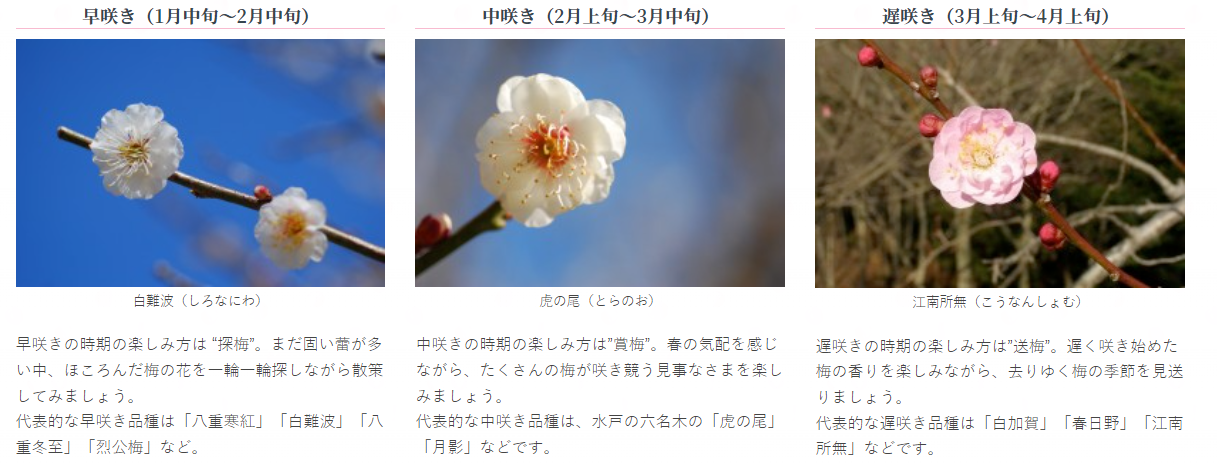 早咲き（1月中旬～2月中旬）
白難波（しろなにわ）
早咲きの時期の楽しみ方は “探梅”。まだ固い蕾が多
い中、ほころんだ梅の花を一輪一輪探しながら散策
してみましょう。
代表的な早咲き品種は「八重寒紅」「白難波」「八
重冬至」「烈公梅」など。
中咲き（2月上旬～3月中旬）
虎の尾（とらのお）
中咲きの時期の楽しみ方は”賞梅”。春の気配を感じ
ながら、たくさんの梅が咲き競う見事なさまを楽し
みましょう。
代表的な中咲き品種は、水戸の六名木の「虎の尾」
「月影」などです。
遅咲き（3月上旬～4月上旬）
江南所無（こうなんしょむ）
遅咲きの時期の楽しみ方は”送梅”。遅く咲き始めた
梅の香りを楽しみながら、去りゆく梅の季節を見送
りましょう。
代表的な遅咲き品種は「白加賀」「春日野」「江南
所無」などです。